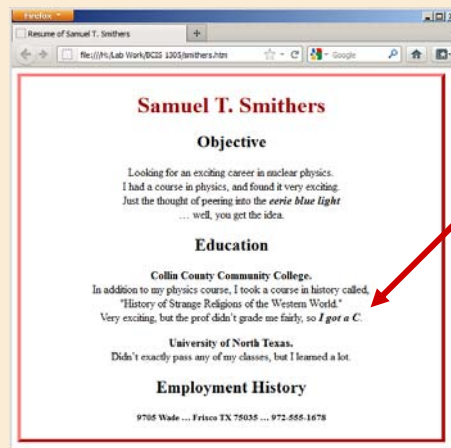 Firefox
Resume of Samuel T. Smithers
file:///H:/Lab Work/BCIS 1305/smithers.htm
Google
Samuel T. Smithers
Objective
Looking for an exciting career in nuclear physics.
I had a course in physics, and found it very exciting.
Just the thought of peering into the eerie blue light
… well, you get the idea.
Education
Collin County Community College.
In addition to my physics course, I took a course in history called,
"History of Strange Religions of the Western World."
Very exciting, but the prof didn't grade me fairly, so I got a C.
University of North Texas.
Didn't exactly pass any of my classes, but I learned a lot.
Employment History
9705 Wade … Frisco TX 75035 … 972-555-1678